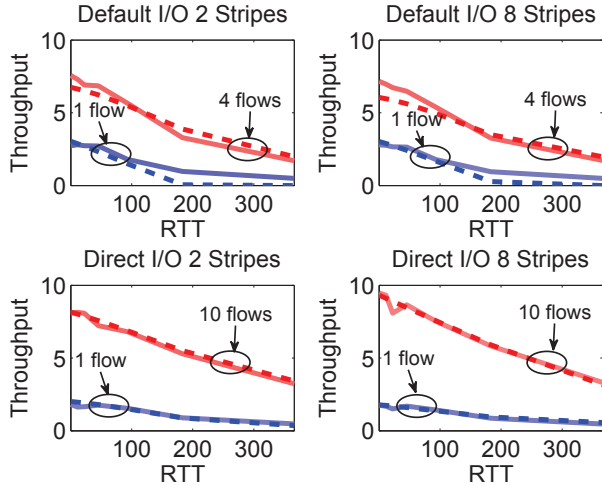 Default I/O 2 Stripes
10
5
0
Throughput
1 flow
4 flows
100
200
300
RTT
Default I/O 8 Stripes
10
5
0
Throughput
1 flow
4 flows
100
200
300
RTT
Direct I/O 2 Stripes
10
5
0
Throughput
1 flow
10 flows
100
200
300
RTT
Direct I/O 8 Stripes
10
5
0
Throughput
1 flow
10 flows
100
200
300
RTT